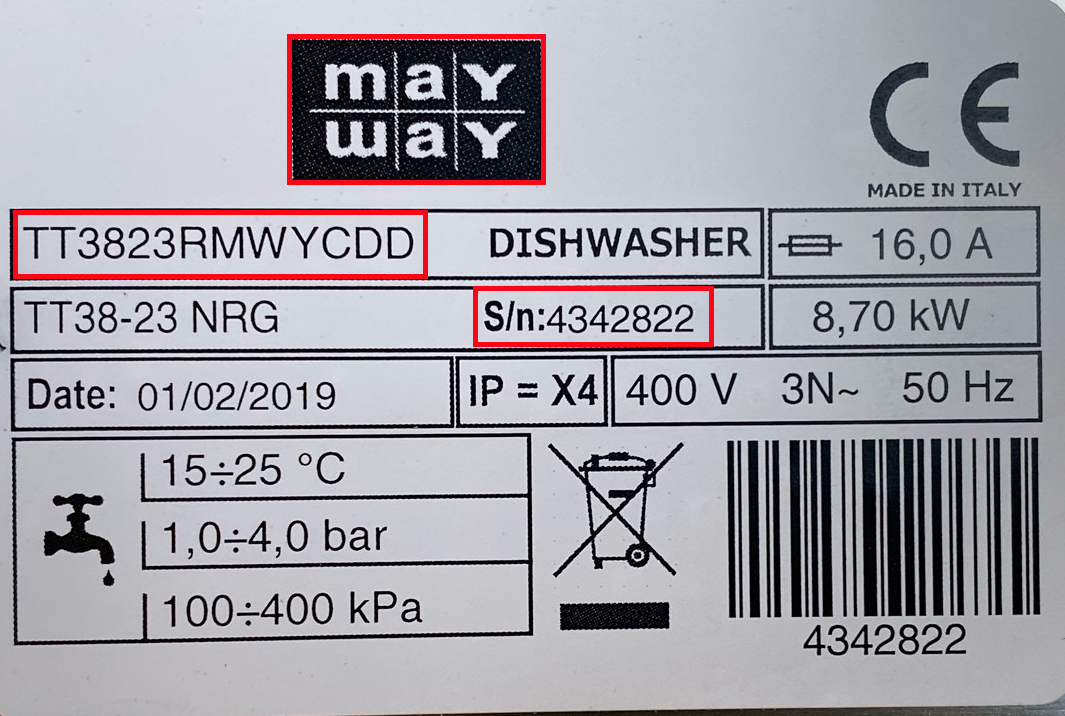 may
way
CE
MADE IN ITALY
TT3823RMWYCDD DISHWASHER 16,0 A
TT38-23 NRG S/n:4342822 8,70 kW
Date: 01/02/2019 IP = X4 400 V 3N~ 50 Hz
15÷25 °C
1,0÷4,0 bar
100÷400 kPa
4342822